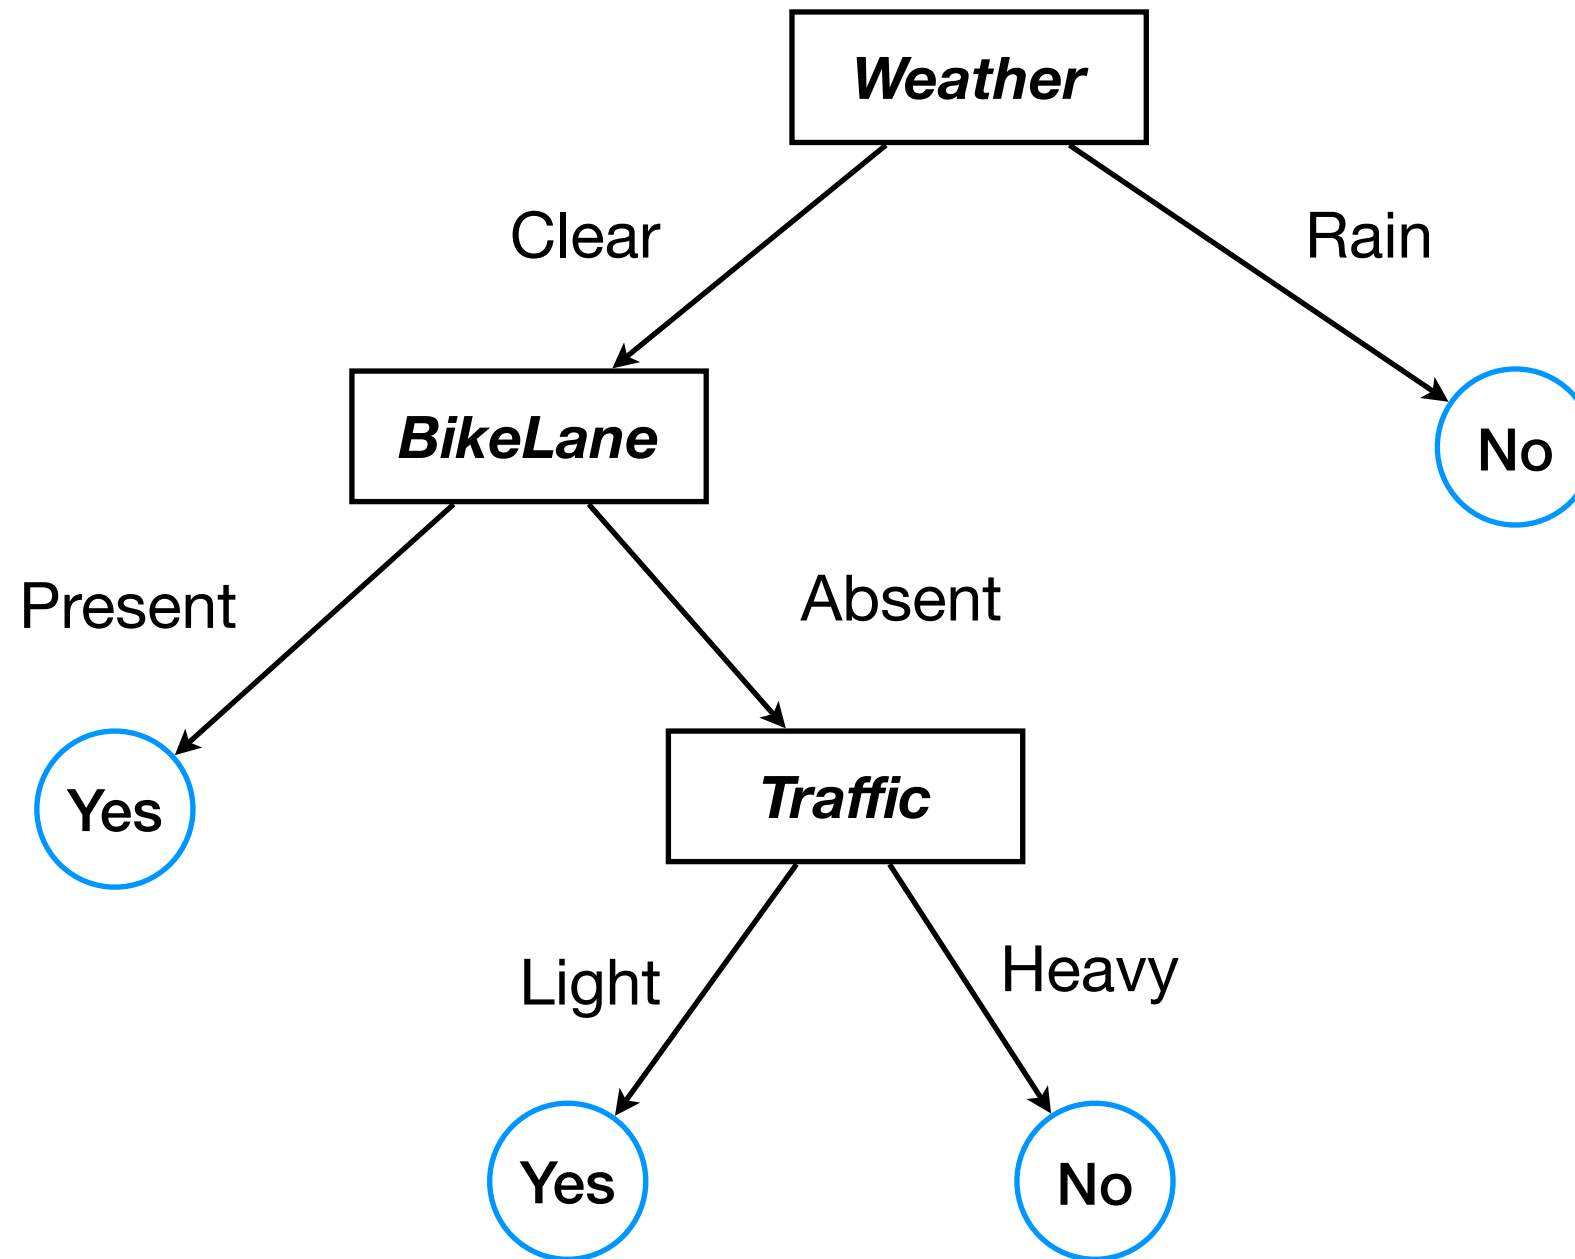 Weather
Clear
Rain
BikeLane
No
Present
Absent
Yes
Traffic
Light
Heavy
Yes
No